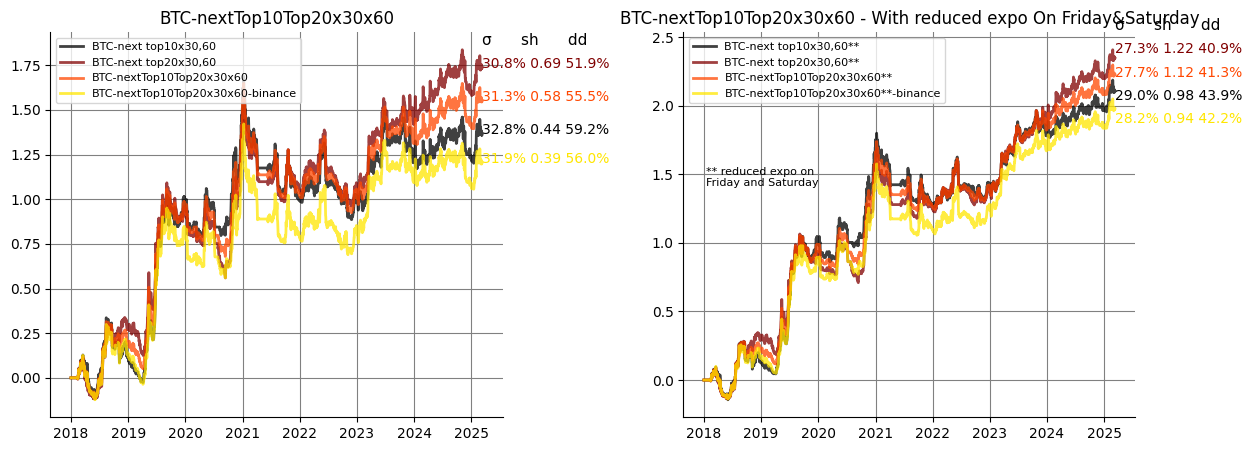 BTC-nextTop10Top20x30x60
BTC-next top10x30,60
BTC-next top20x30,60
BTC-nextTop10Top20x30x60
BTC-nextTop10Top20x30x60-binance
σ sh dd
30.8% 0.69 51.9%
31.3% 0.58 55.5%
32.8% 0.44 59.2%
31.9% 0.39 56.0%
1.75
1.50
1.25
1.00
0.75
0.50
0.25
0.00
2018 2019 2020 2021 2022 2023 2024 2025
BTC-nextTop10Top20x30x60 - With reduced expo On Friday&Saturday
BTC-next top10x30,60**
BTC-next top20x30,60**
BTC-nextTop10Top20x30x60**
BTC-nextTop10Top20x30x60**-binance
σ sh dd
27.3% 1.22 40.9%
27.7% 1.12 41.3%
29.0% 0.98 43.9%
28.2% 0.94 42.2%
** reduced expo on
Friday and Saturday
2.5
2.0
1.5
1.0
0.5
0.0
2018 2019 2020 2021 2022 2023 2024 2025